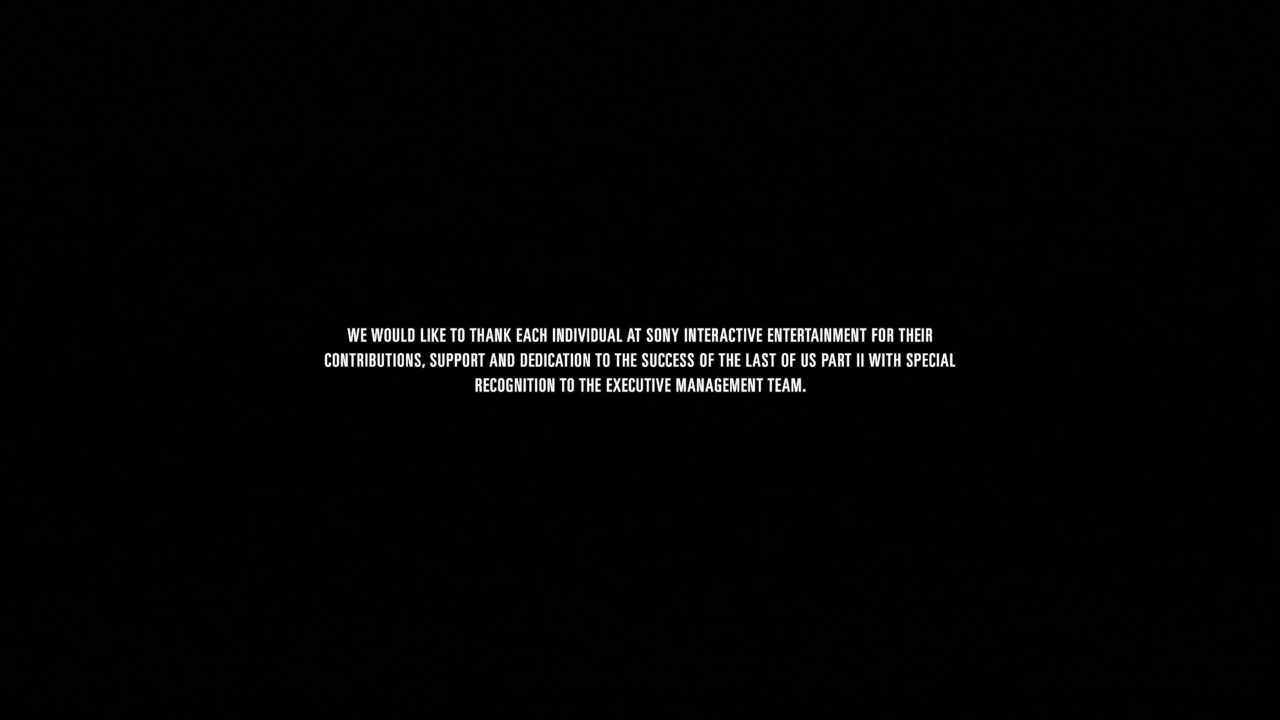 WE WOULD LIKE TO THANK EACH INDIVIDUAL AT SONY INTERACTIVE ENTERTAINMENT FOR THEIR
CONTRIBUTIONS, SUPPORT AND DEDICATION TO THE SUCCESS OF THE LAST OF US PART II WITH SPECIAL
RECOGNITION TO THE EXECUTIVE MANAGEMENT TEAM.